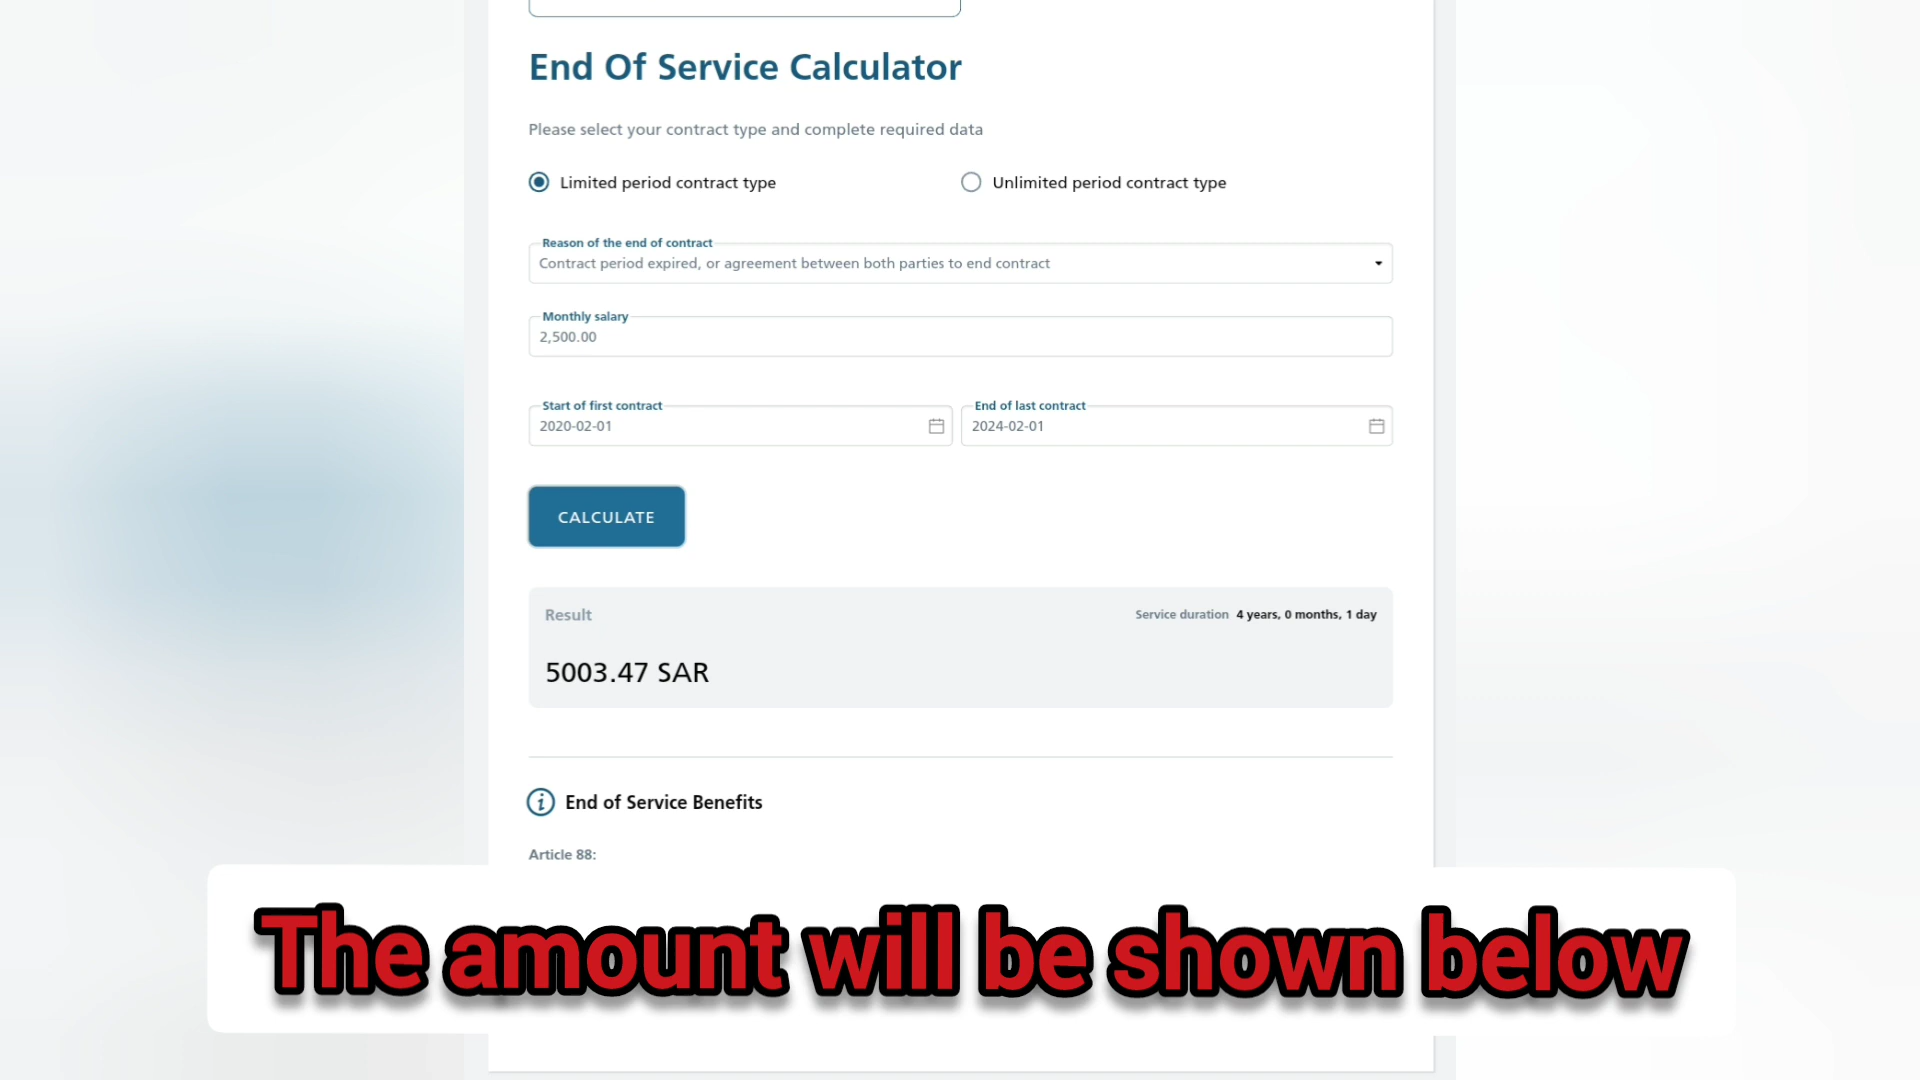 End Of Service Calculator
Please select your contract type and complete required data
Limited period contract type
Unlimited period contract type
Reason of the end of contract
Contract period expired, or agreement between both parties to end contract
Monthly salary
2,500.00
Start of first contract
End of last contract
2020-02-01
2024-02-01
CALCULATE
Result
Service duration 4 years, 0 months, 1 day
5003.47 SAR
End of Service Benefits
Article 88:
The amount will be shown below